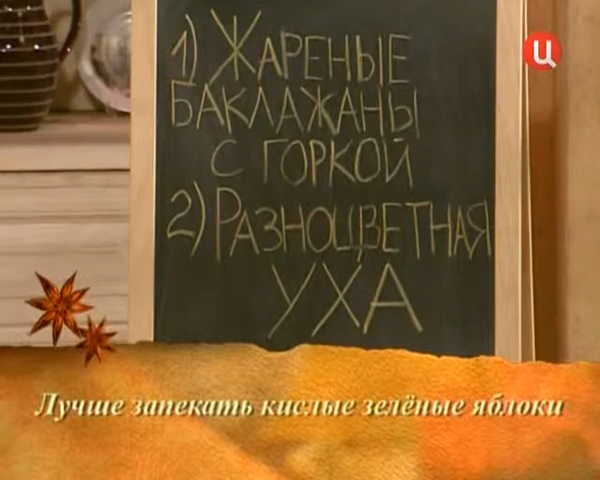 1) ЖАРЕНЫЕ
БАКЛАЖАНЫ
С ГОРКОЙ
2) РАЗНОЦВЕТНАЯ
УХА
Ц
Лучше запекать кислые зелёные яблоки